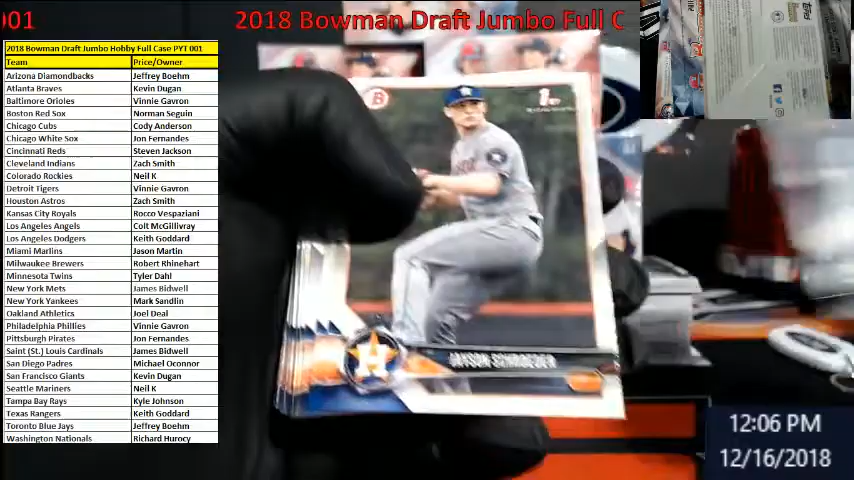 001
2018 Bowman Draft Jumbo Full C
2018 Bowman Draft Jumbo Hobby Full Case PYT 001
Team Price/Owner
Arizona Diamondbacks Jeffrey Boehm
Atlanta Braves Kevin Dugan
Baltimore Orioles Vinnie Gavron
Boston Red Sox Norman Seguin
Chicago Cubs Cody Anderson
Chicago White Sox Jon Fernandes
Cincinnati Reds Steven Jackson
Cleveland Indians Zach Smith
Colorado Rockies Neil K
Detroit Tigers Vinnie Gavron
Houston Astros Zach Smith
Kansas City Royals Rocco Vespaziani
Los Angeles Angels Colt McGillivray
Los Angeles Dodgers Keith Goddard
Miami Marlins Jason Martin
Milwaukee Brewers Robert Rhinehart
Minnesota Twins Tyler Dahl
New York Mets James Bidwell
New York Yankees Mark Sandlin
Oakland Athletics Joel Deal
Philadelphia Phillies Vinnie Gavron
Pittsburgh Pirates Jon Fernandes
Saint (St.) Louis Cardinals James Bidwell
San Diego Padres Michael Oconnor
San Francisco Giants Kevin Dugan
Seattle Mariners Neil K
Tampa Bay Rays Kyle Johnson
Texas Rangers Keith Goddard
Toronto Blue Jays Jeffrey Boehm
Washington Nationals Richard Hurocy
B
1st
H
JAYSON SCHROEDER
topps
12:06 PM
12/16/2018